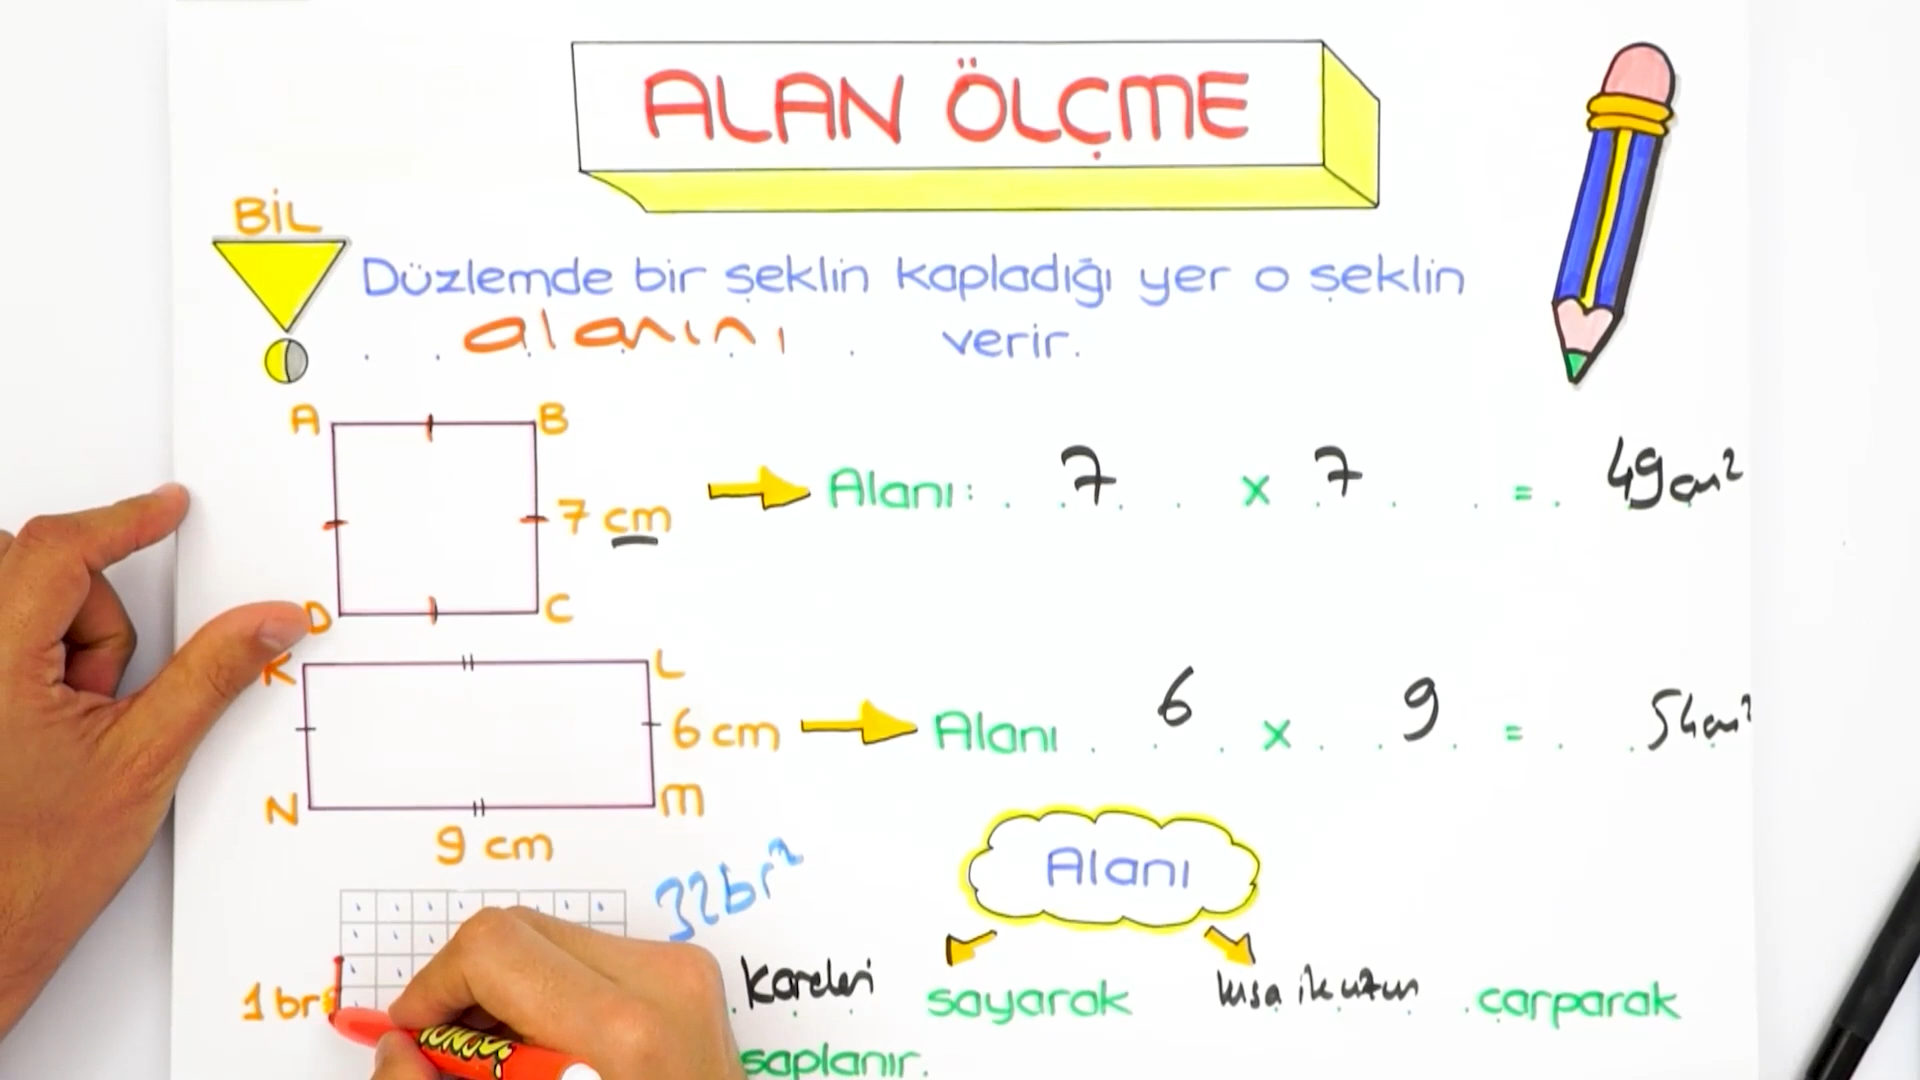 ALAN ÖLÇME
BİL
Düzlemde bir şeklin kapladığı yer o şeklin
alanını verir.
A B
7 cm
D C
Alanı: 7 x 7 = 49cm²
K L
6 cm
N M
9 cm
Alanı 6 x 9 = 54cm²
32br²
1 br
Alanı
Kareleri sayarak kısa ile uzun çarparak
saplanır.